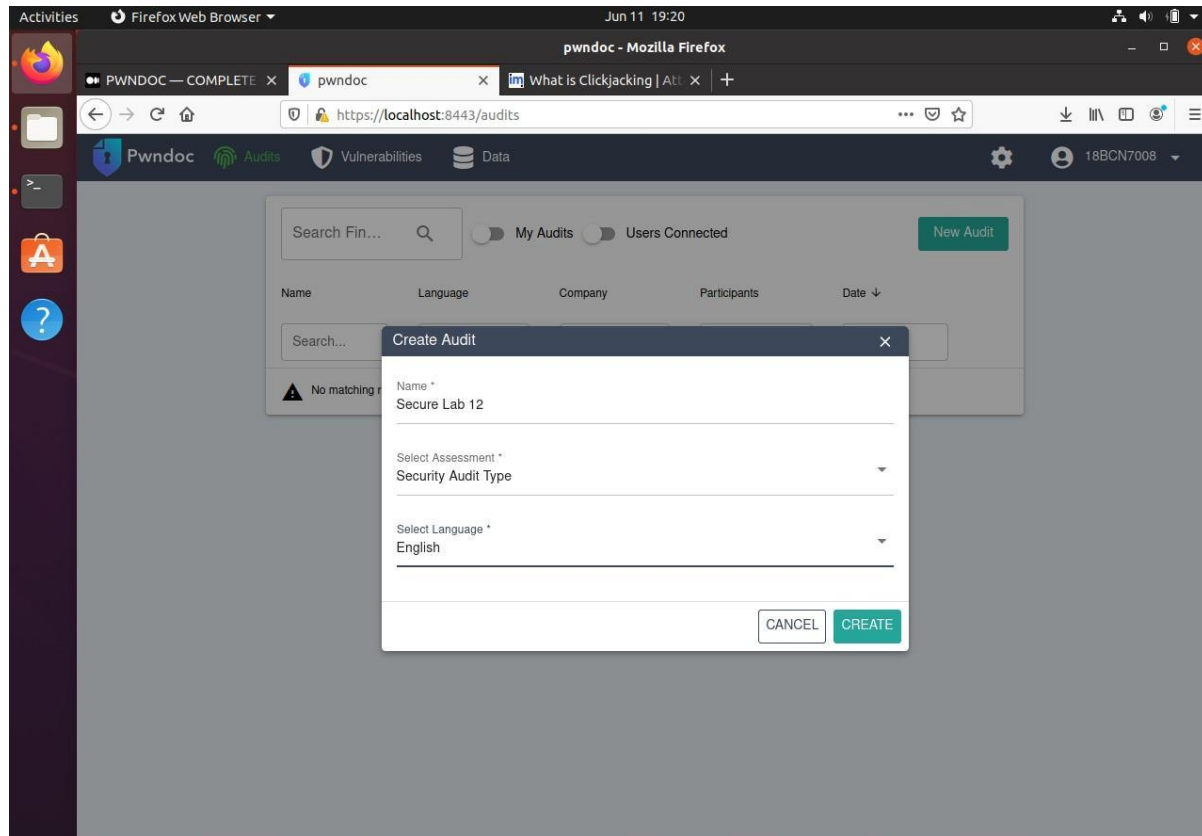 Activities Firefox Web Browser Jun 11 19:20
pwndoc - Mozilla Firefox
PWNDOC — COMPLETE pwndoc im What is Clickjacking | Att
https://localhost:8443/audits
Pwndoc Audits Vulnerabilities Data 18BCN7008
Search Fin... My Audits Users Connected New Audit
Name Language Company Participants Date
Search...
No matching r
Create Audit
Name *
Secure Lab 12
Select Assessment *
Security Audit Type
Select Language *
English
CANCEL CREATE